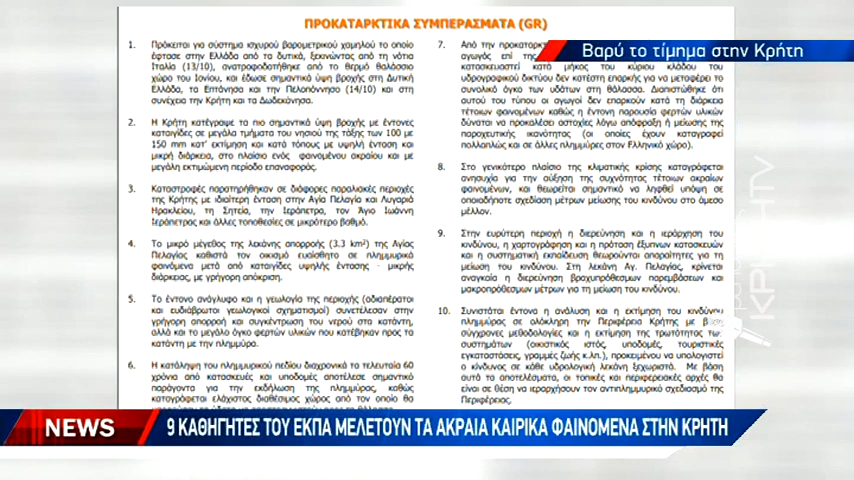 ΠΡΟΚΑΤΑΡΚΤΙΚΑ ΣΥΜΠΕΡΑΣΜΑΤΑ (GR)
1. Πρόκειται για σύστημα ισχυρού βαρομετρικού χαμηλού το οποίο
έφτασε στην Ελλάδα από τα δυτικά, ξεκινώντας από τη νότια
Ιταλία (13/10), ανατροφοδοτήθηκε από το θερμό θαλάσσιο
χώρο του Ιονίου, και έδωσε σημαντικά ύψη βροχής στη Δυτική
Ελλάδα, τα Επτάνησα και την Πελοπόννησο (14/10) και στη
συνέχεια την Κρήτη και τα Δωδεκάνησα.
2. Η Κρήτη κατέγραψε τα πιο σημαντικά ύψη βροχής με έντονες
καταιγίδες σε μεγάλα τμήματα του νησιού της τάξης των 100 με
150 mm κατ' εκτίμηση και κατά τόπους με υψηλή ένταση και
μικρή διάρκεια, στο πλαίσιο ενός φαινομένου ακραίου και με
μεγάλη εκτιμώμενη περίοδο επαναφοράς.
3. Καταστροφές παρατηρήθηκαν σε διάφορες παραλιακές περιοχές
της Κρήτης με ιδιαίτερη ένταση στην Αγία Πελαγία και Λυγαριά
Ηρακλείου, τη Σητεία, την Ιεράπετρα, τον Άγιο Ιωάννη
Ιεράπετρας και άλλες τοποθεσίες σε μικρότερο βαθμό.
4. Το μικρό μέγεθος της λεκάνης απορροής (3.3 km²) της Αγίας
Πελαγίας καθιστά τον οικισμό ευαίσθητο σε πλημμυρικά
φαινόμενα μετά από καταιγίδες υψηλής έντασης - μικρής
διάρκειας, με γρήγορη απόκριση.
5. Το έντονο ανάγλυφο και η γεωλογία της περιοχής (αδιαπέρατοι
και ευδιάβρωτοι γεωλογικοί σχηματισμοί) συνετέλεσαν στην
γρήγορη απορροή και συγκέντρωση του νερού στα κατάντη,
αλλά και το μεγάλο όγκο φερτών υλικών που κατέβηκαν προς τα
κατάντη με την πλημμύρα.
6. Η κατάληψη του πλημμυρικού πεδίου διαχρονικά τα τελευταία 60
χρόνια από κατασκευές και υποδομές αποτέλεσε σημαντικό
παράγοντα για την εκδήλωση της πλημμύρας, καθώς
καταγράφεται ελάχιστος διαθέσιμος χώρος από τον οποίο θα
7. Από την προκαταρκτ
αγωγός επί της
κατασκευαστεί κατά μήκος του κύριου κλάδου του
υδρογραφικού δικτύου δεν κατέστη επαρκής για να μεταφέρει το
συνολικό όγκο των υδάτων στη θάλασσα. Διαπιστώθηκε ότι
αυτού του τύπου οι αγωγοί δεν επαρκούν κατά τη διάρκεια
τέτοιων φαινομένων καθώς η έντονη παρουσία φερτών υλικών
δύναται να προκαλέσει αστοχίες λόγω απόφραξη ή μείωσης της
παροχετευτικής ικανότητας (οι οποίες έχουν καταγραφεί
πολλαπλώς και σε άλλες πλημμύρες στον Ελληνικό χώρο).
8. Στο γενικότερο πλαίσιο της κλιματικής κρίσης καταγράφεται
ανησυχία για την αύξηση της συχνότητας τέτοιων ακραίων
φαινομένων, και θεωρείται σημαντικό να ληφθεί υπόψη σε
οποιαδήποτε σχεδίαση μέτρων μείωσης του κινδύνου στο άμεσο
μέλλον.
9. Στην ευρύτερη περιοχή η διερεύνηση και η ιεράρχηση του
κινδύνου, η χαρτογράφηση και η πρόταση έξυπνων κατασκευών
και η συστηματική εκπαίδευση θεωρούνται απαραίτητες για τη
μείωση του κινδύνου. Στη λεκάνη Αγ. Πελαγίας, κρίνεται
αναγκαία η διερεύνηση βραχυπρόθεσμων παρεμβάσεων και
μακροπρόθεσμων μέτρων για τη μείωση του κινδύνου.
10. Συνιστάται έντονα η ανάλυση και η εκτίμηση του κινδύνου
πλημμύρας σε ολόκληρη την Περιφέρεια Κρήτης με βάση
σύγχρονες μεθοδολογίες και η εκτίμηση της τρωτότητας των
συστημάτων (οικιστικός ιστός, υποδομές, τουριστικές
εγκαταστάσεις, γραμμές ζωής κ.λπ.), προκειμένου να υπολογιστεί
ο κίνδυνος σε κάθε υδρολογική λεκάνη ξεχωριστά. Με βάση
αυτά τα αποτελέσματα, οι τοπικές και περιφερειακές αρχές θα
είναι σε θέση να ιεραρχήσουν τον αντιπλημμυρικό σχεδιασμό της
Περιφέρειας.
Βαρύ το τίμημα στην Κρήτη
ΚΡΗΤΗTV
NEWS
9 ΚΑΘΗΓΗΤΕΣ ΤΟΥ ΕΚΠΑ ΜΕΛΕΤΟΥΝ ΤΑ ΑΚΡΑΙΑ ΚΑΙΡΙΚΑ ΦΑΙΝΟΜΕΝΑ ΣΤΗΝ ΚΡΗΤΗ